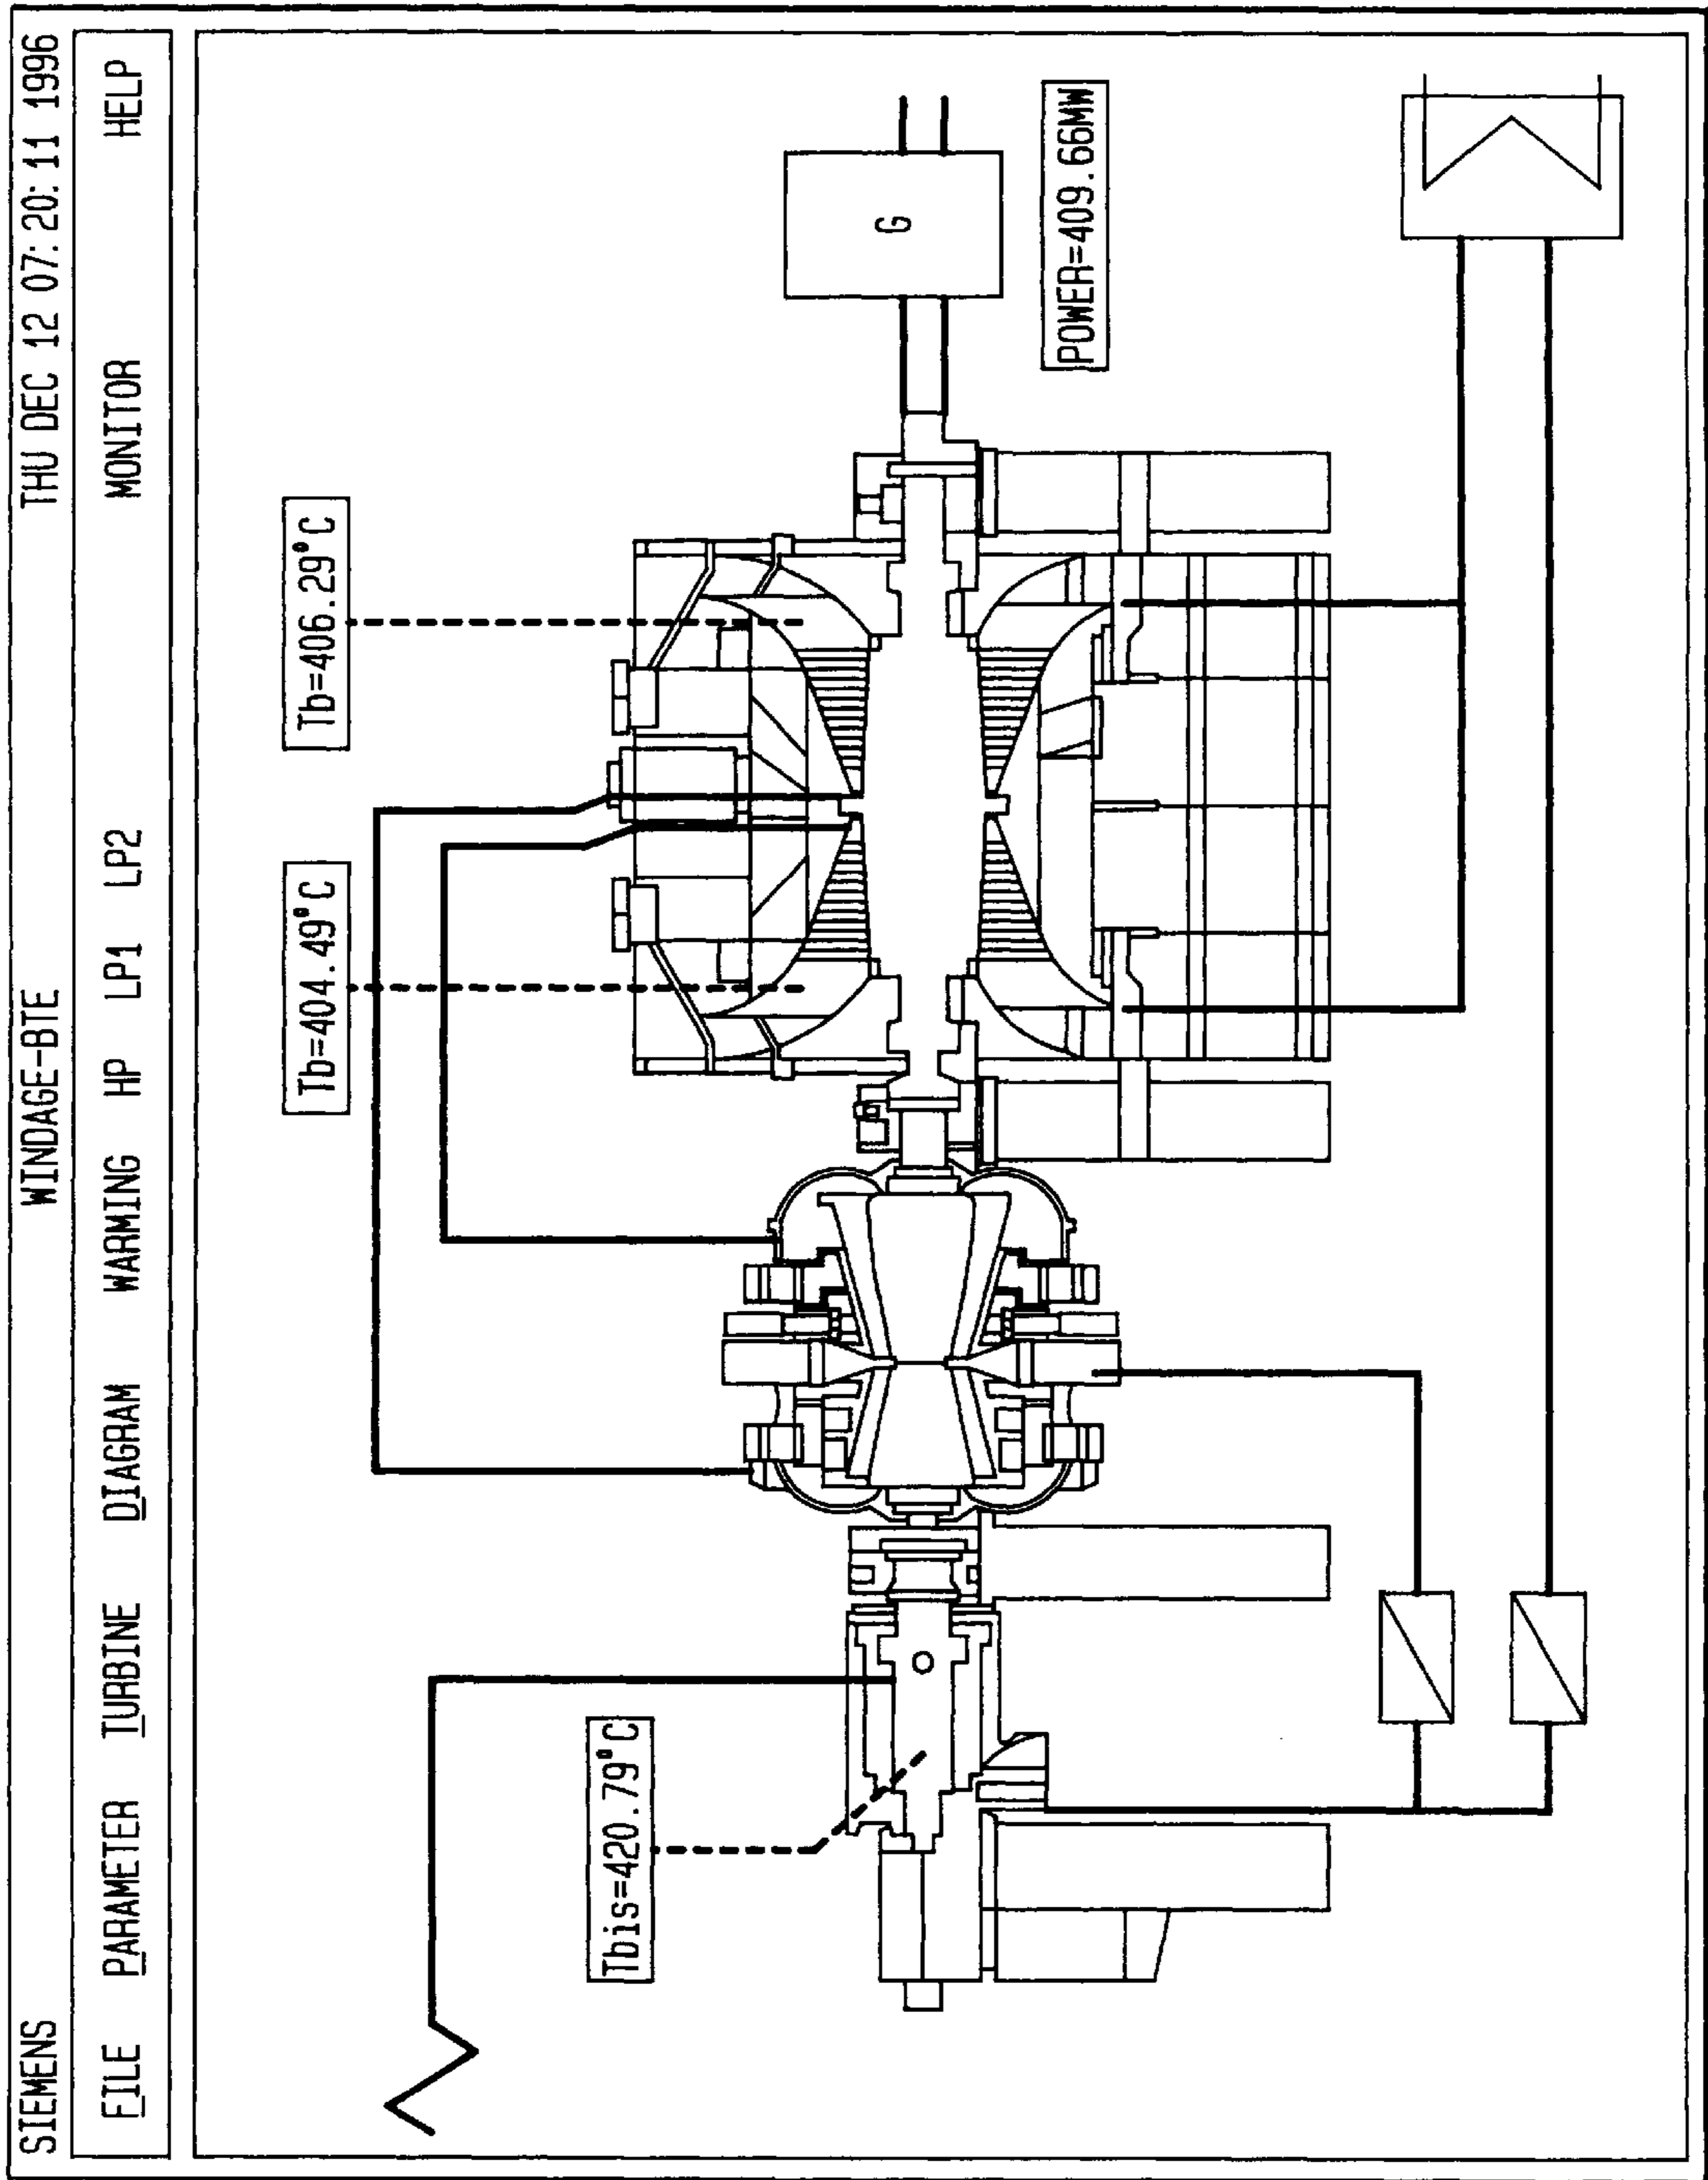 SIEMENS WINDAGE-BTE THU DEC 12 07:20:11 1996
FILE PARAMETER TURBINE DIAGRAM WARMING HP LP1 LP2 MONITOR HELP
Tb=404.49°C Tb=406.29°C
Tbis=420.79°C
G
POWER=409.66MW